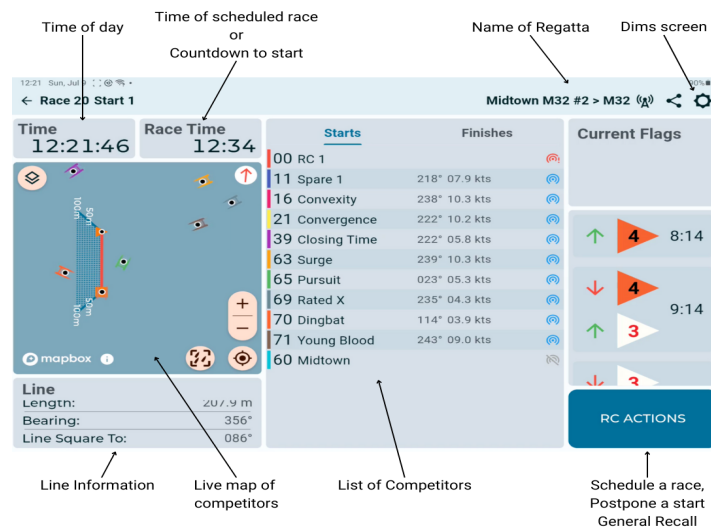 Time of day
Time of scheduled race
or
Countdown to start
Name of Regatta
Dims screen
12:21 Sun, Jul 9
90%
← Race 20 Start 1
Midtown M32 #2 > M32
Time
12:21:46
Race Time
12:34
Starts
Finishes
Current Flags
00 RC 1
11 Spare 1 218° 07.9 kts
16 Convexity 238° 10.3 kts
21 Convergence 222° 10.2 kts
39 Closing Time 222° 05.8 kts
63 Surge 239° 10.3 kts
65 Pursuit 023° 05.3 kts
69 Rated X 235° 04.3 kts
70 Dingbat 114° 03.9 kts
71 Young Blood 243° 09.0 kts
60 Midtown
100m
50m
50m
100m
+
−
mapbox
4 8:14
4
9:14
3
3
Line
Length: 207.9 m
Bearing: 356°
Line Square To: 086°
RC ACTIONS
Line Information
Live map of
competitors
List of Competitors
Schedule a race,
Postpone a start
General Recall